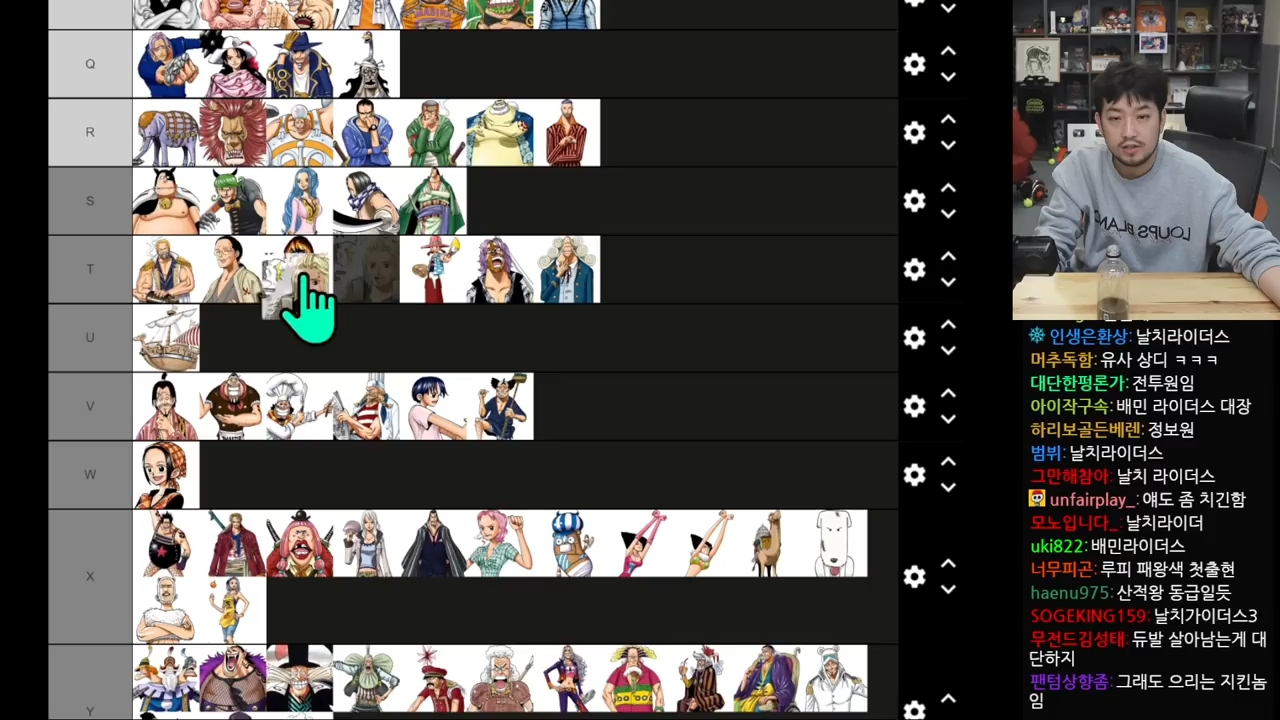 Q
R
S
T
U
V
W
X
Y
LOUPS BLANC
인생은환상: 날치라이더스
머추독함: 유사 상디 ㅋㅋㅋ
대단한평론가: 전투원임
아이작구속: 배민 라이더스 대장
하리보골든베렌: 정보원
범뷔: 날치라이더스
그만해참아: 날치 라이더스
unfairplay_: 얘도 좀 치긴함
모노입니다_: 날치라이더
uki822: 배민라이더스
너무피곤: 루피 패왕색 첫출현
haenu975: 산적왕 동급일듯
SOGEKING159: 날치가이더스3
무전드김성태: 듀발 살아남는게 대
단하지
팬텀상향좀: 그래도 으리는 지킨놈
임